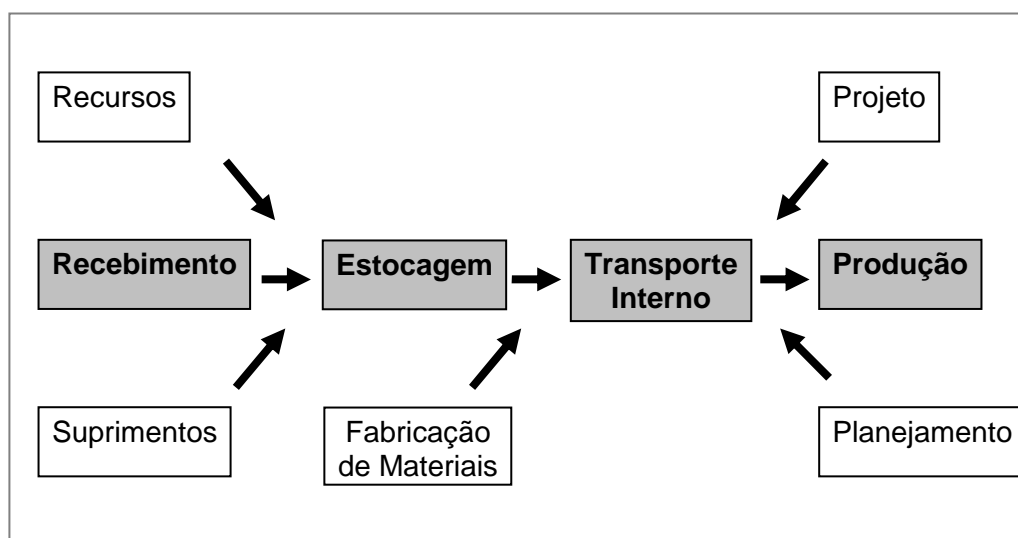 Recursos
Projeto
Recebimento
Estocagem
Transporte
Interno
Produção
Suprimentos
Fabricação
de Materiais
Planejamento